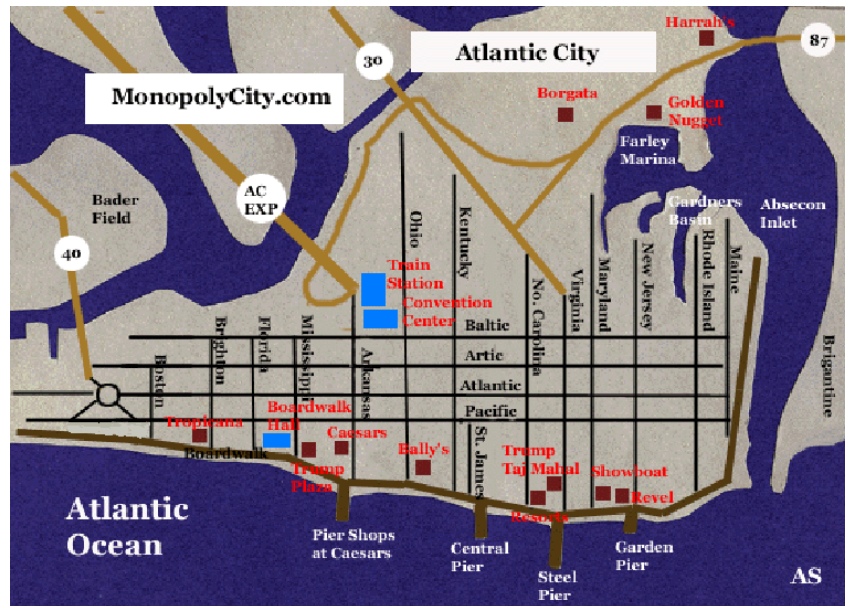 Harrah's
87
30
Atlantic City
MonopolyCity.com
Borgata
Golden
Nugget
Farley
Marina
AC
EXP
Bader
Field
Gardners
Basin
Absecon
Inlet
40
Ohio
Kentucky
No. Carolina
Virginia
Maryland
New Jersey
Rhode Island
Maine
Train
Station
Convention
Center
Baltic
Artic
Atlantic
Pacific
Boston
Brighton
Florida
Mississippi
Arkansas
St. James
Brigantine
Tropicana
Boardwalk
Hall
Boardwalk
Caesars
Trump
Plaza
Bally's
Trump
Taj Mahal
Showboat
Revel
Resorts
Atlantic
Ocean
Pier Shops
at Caesars
Central
Pier
Steel
Pier
Garden
Pier
AS